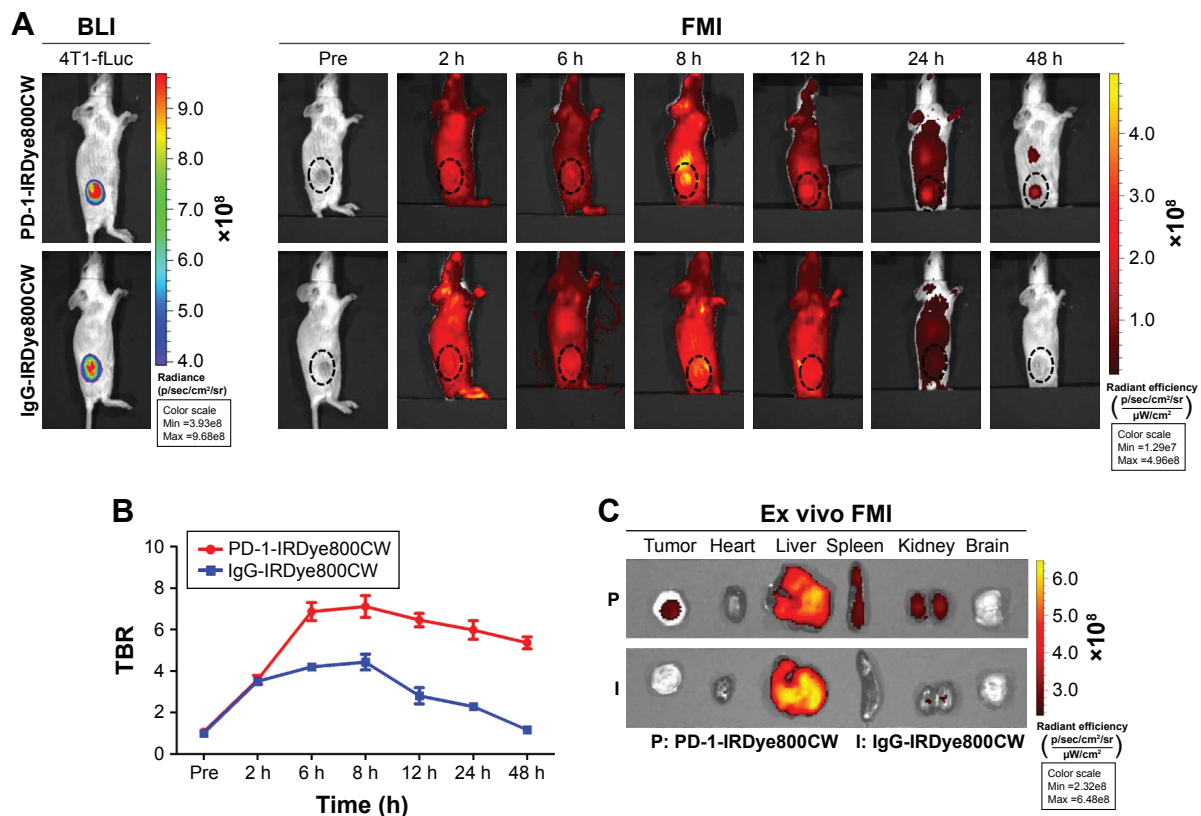 A
BLI
FMI
4T1-fLuc
Pre
2 h
6 h
8 h
12 h
24 h
48 h
PD-1-IRDye800CW
IgG-IRDye800CW
9.0
8.0
7.0
6.0
5.0
4.0
×10⁸
Radiance
(p/sec/cm²/sr)
Color scale
Min =3.93e8
Max =9.68e8
4.0
3.0
2.0
1.0
×10⁸
Radiant efficiency
(p/sec/cm²/sr
µW/cm²)
Color scale
Min =1.29e7
Max =4.96e8
B
PD-1-IRDye800CW
IgG-IRDye800CW
TBR
10
8
6
4
2
0
Pre
2 h
6 h
8 h
12 h
24 h
48 h
Time (h)
C
Ex vivo FMI
Tumor
Heart
Liver
Spleen
Kidney
Brain
P
I
P: PD-1-IRDye800CW
I: IgG-IRDye800CW
6.0
5.0
4.0
3.0
×10⁸
Radiant efficiency
(p/sec/cm²/sr
µW/cm²)
Color scale
Min =2.32e8
Max =6.48e8